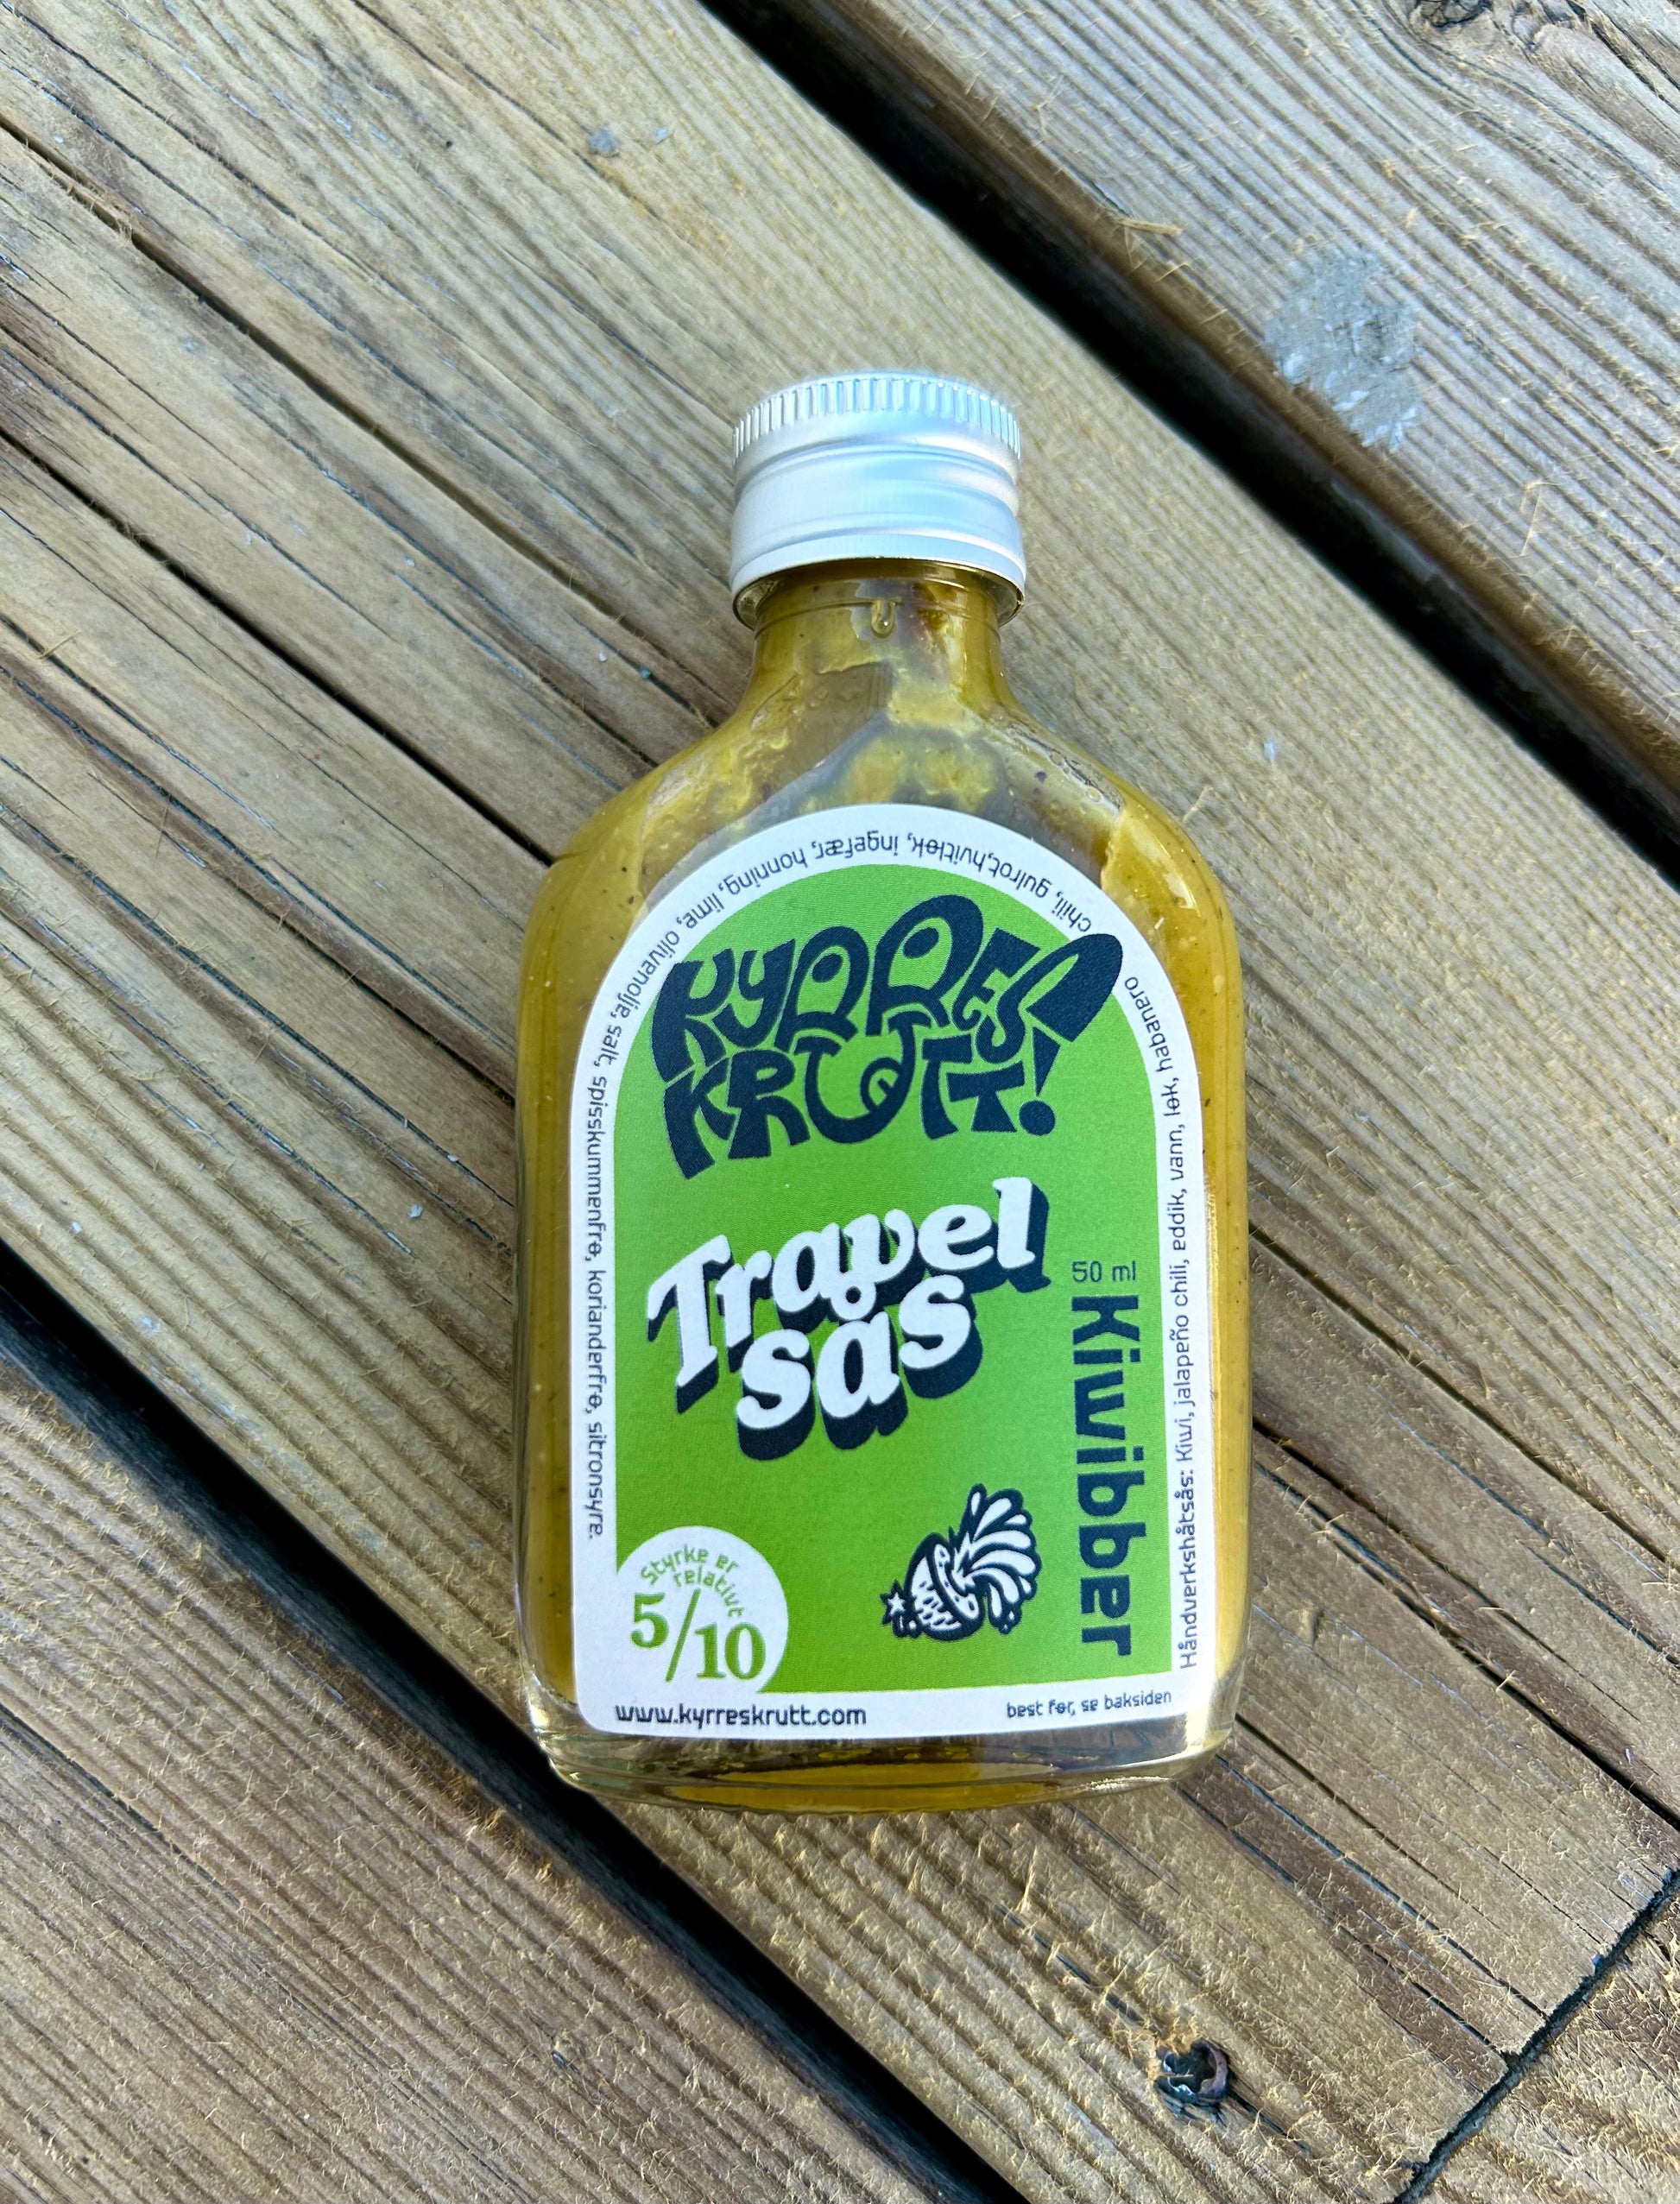 KYRRES
KRUTT!
Travel
sås
50 ml
Kiwibber
Styrke er
relativt
5/10
Håndverkshåtsås: Kiwi, jalapeño chili, eddik, vann, løk, habanero chili, gulrot,hvitløk, ingefær, honning, lime, olivenolje, salt, spisskummenfrø, korianderfrø, sitronsyre.
www.kyrreskrutt.com
best før, se baksiden